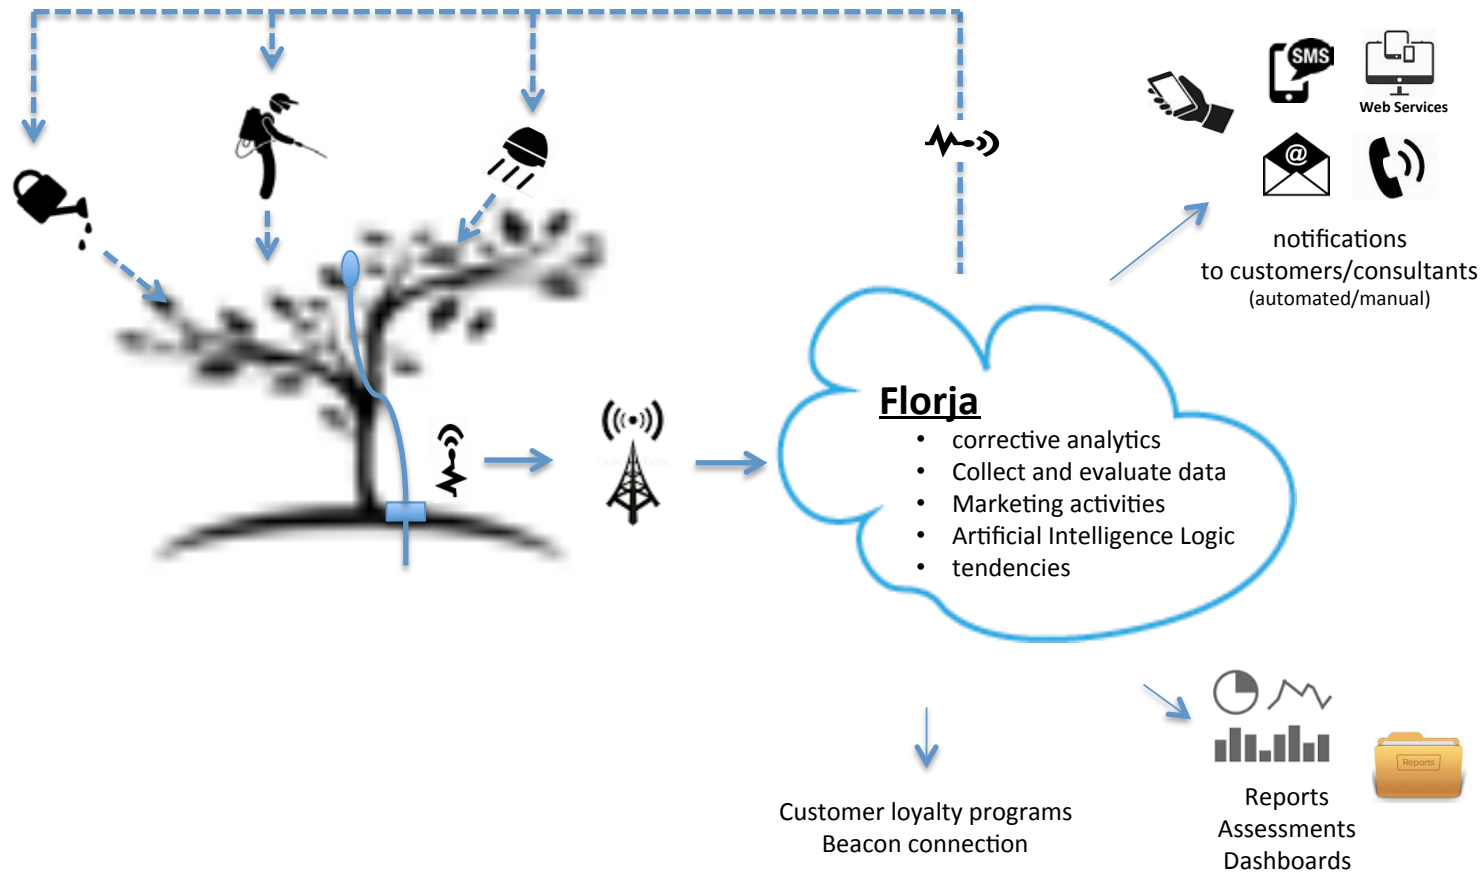 SMS
Web Services
@
notifications
to customers/consultants
(automated/manual)
Florja
• corrective analytics
• Collect and evaluate data
• Marketing activities
• Artificial Intelligence Logic
• tendencies
Reports
Customer loyalty programs
Beacon connection
Reports
Assessments
Dashboards